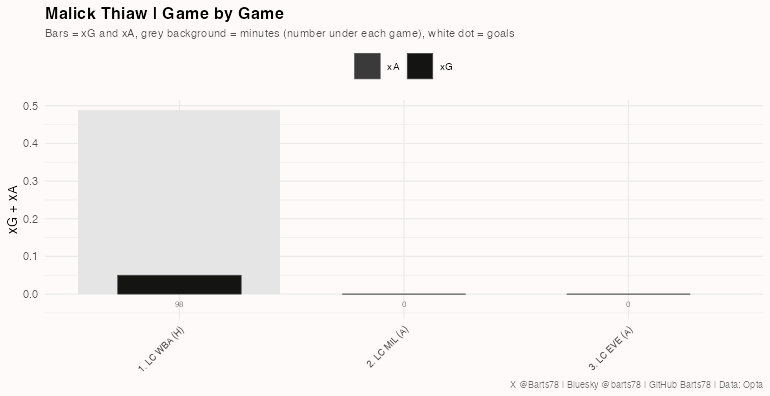 Malick Thiaw | Game by Game
Bars = xG and xA, grey background = minutes (number under each game), white dot = goals
xA xG
xG + xA
0.5
0.4
0.3
0.2
0.1
0.0
98 0 0
1. LC WBA (H) 2. LC MIL (A) 3. LC EVE (A)
X @Barts78 | Bluesky @barts78 | GitHub Barts78 | Data: Opta